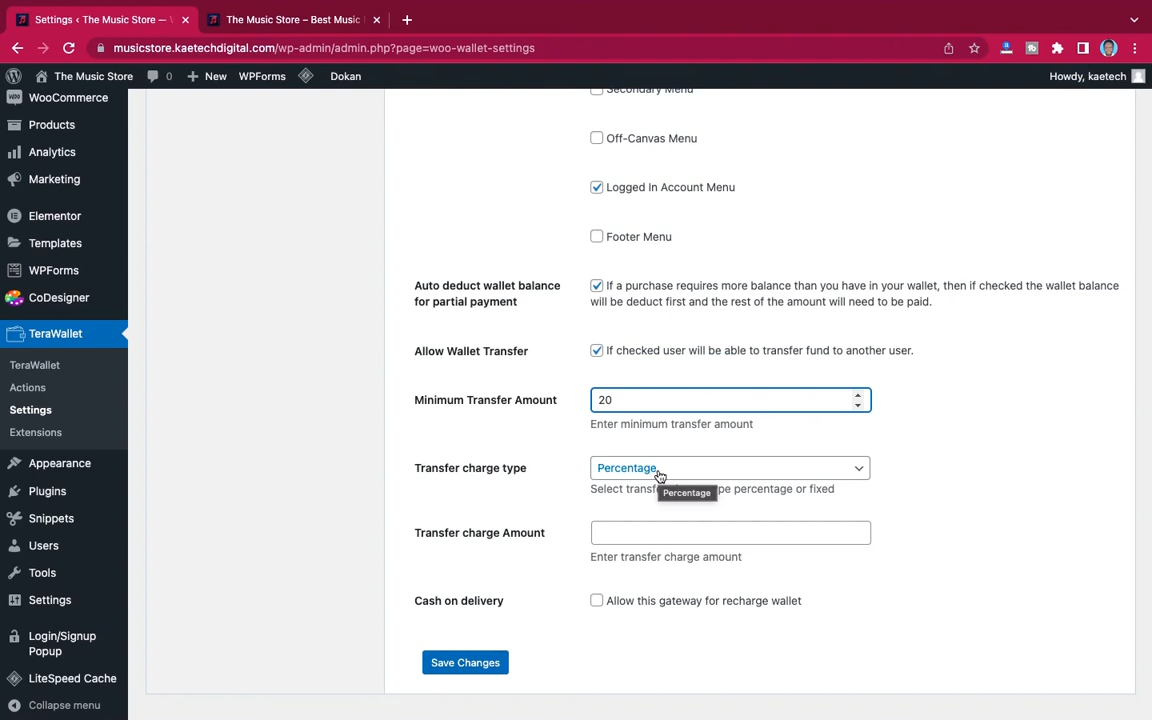 Settings ‹ The Music Store —
The Music Store – Best Music
musicstore.kaetechdigital.com/wp-admin/admin.php?page=woo-wallet-settings
The Music Store
0
New
WPForms
Dokan
Howdy, kaetech
WooCommerce
Products
Analytics
Marketing
Elementor
Templates
WPForms
CoDesigner
TeraWallet
TeraWallet
Actions
Settings
Extensions
Appearance
Plugins
Snippets
Users
Tools
Settings
Login/Signup
Popup
LiteSpeed Cache
Collapse menu
Secondary Menu
Off-Canvas Menu
Logged In Account Menu
Footer Menu
Auto deduct wallet balance
for partial payment
If a purchase requires more balance than you have in your wallet, then if checked the wallet balance
will be deduct first and the rest of the amount will need to be paid.
Allow Wallet Transfer
If checked user will be able to transfer fund to another user.
Minimum Transfer Amount
20
Enter minimum transfer amount
Transfer charge type
Percentage
Select transf
pe percentage or fixed
Percentage
Transfer charge Amount
Enter transfer charge amount
Cash on delivery
Allow this gateway for recharge wallet
Save Changes